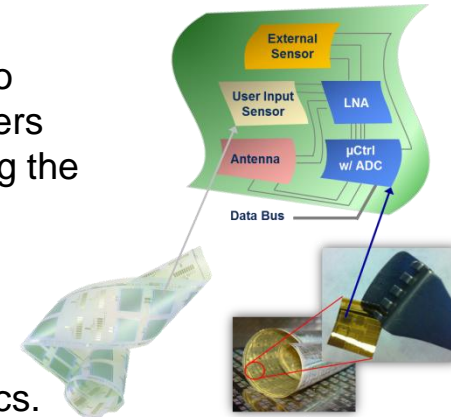 o
ers
g the
cs.
External
Sensor
User Input
Sensor
LNA
Antenna
µCtrl
w/ ADC
Data Bus